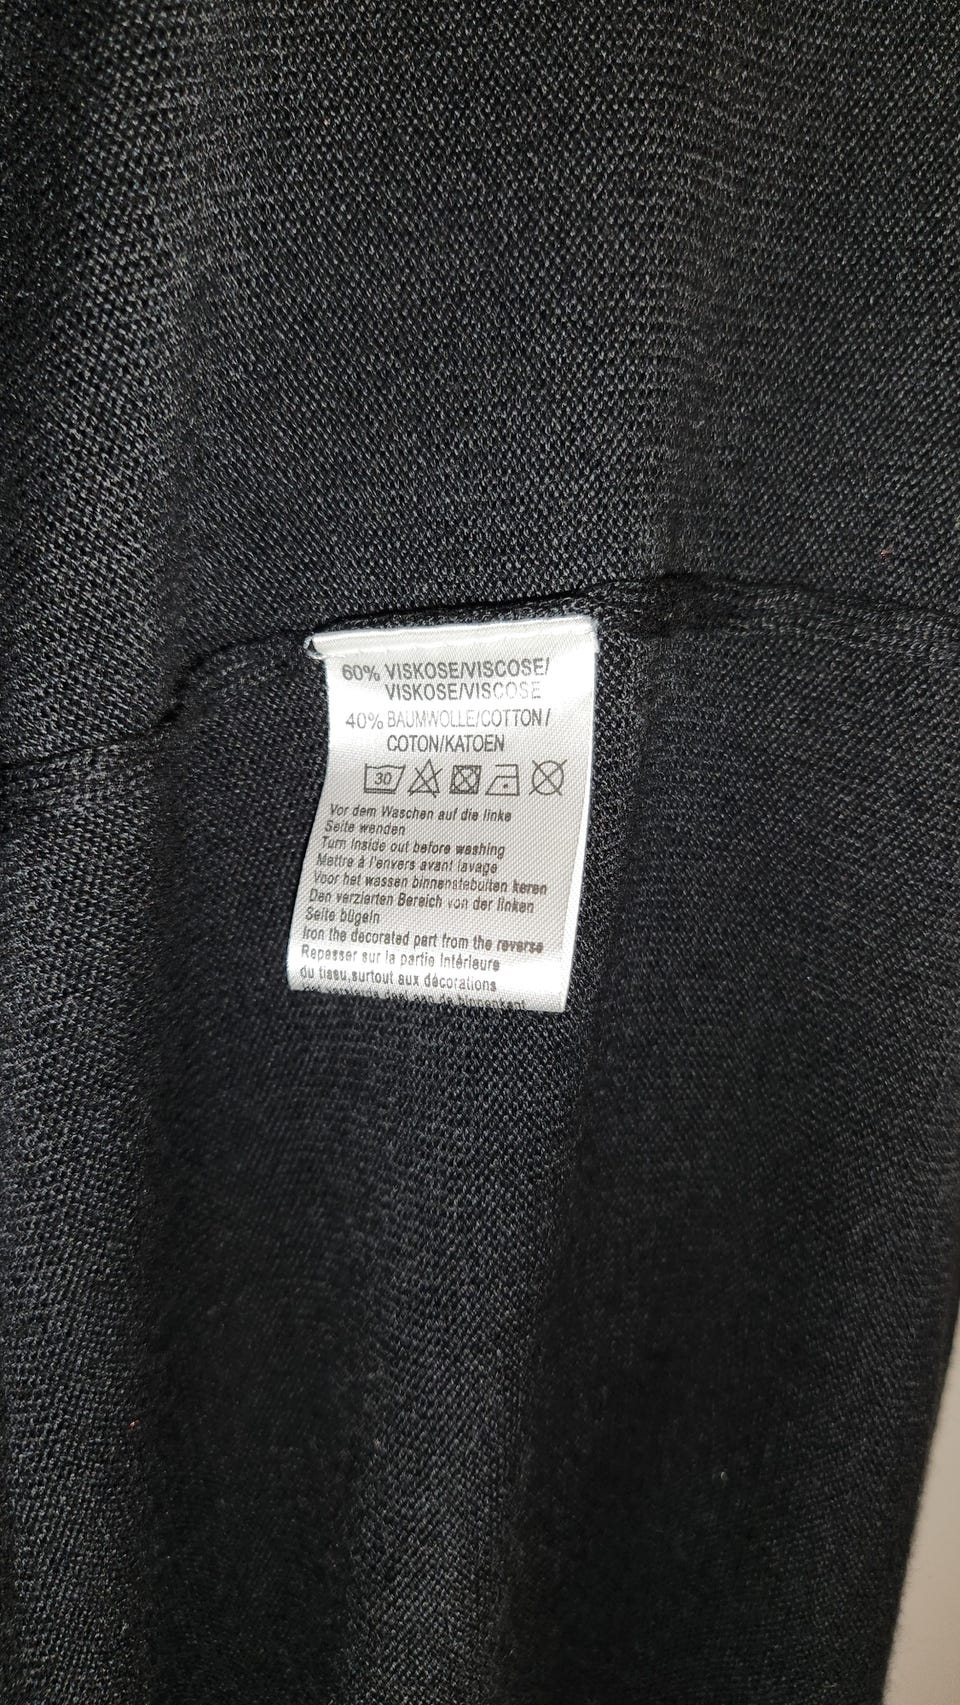 60% VISKOSE/VISCOSE/
VISKOSE/VISCOSE
40% BAUMWOLLE/COTTON/
COTON/KATOEN
30
Vor dem Waschen auf die linke
Seite wenden
Turn inside out before washing
Mettre à l'envers avant lavage
Voor het wassen binnenstebuiten keren
Den verzierten Bereich von der linken
Seite bügeln
Iron the decorated part from the reverse
Repasser sur la partie intérieure
du tissu,surtout aux décorations